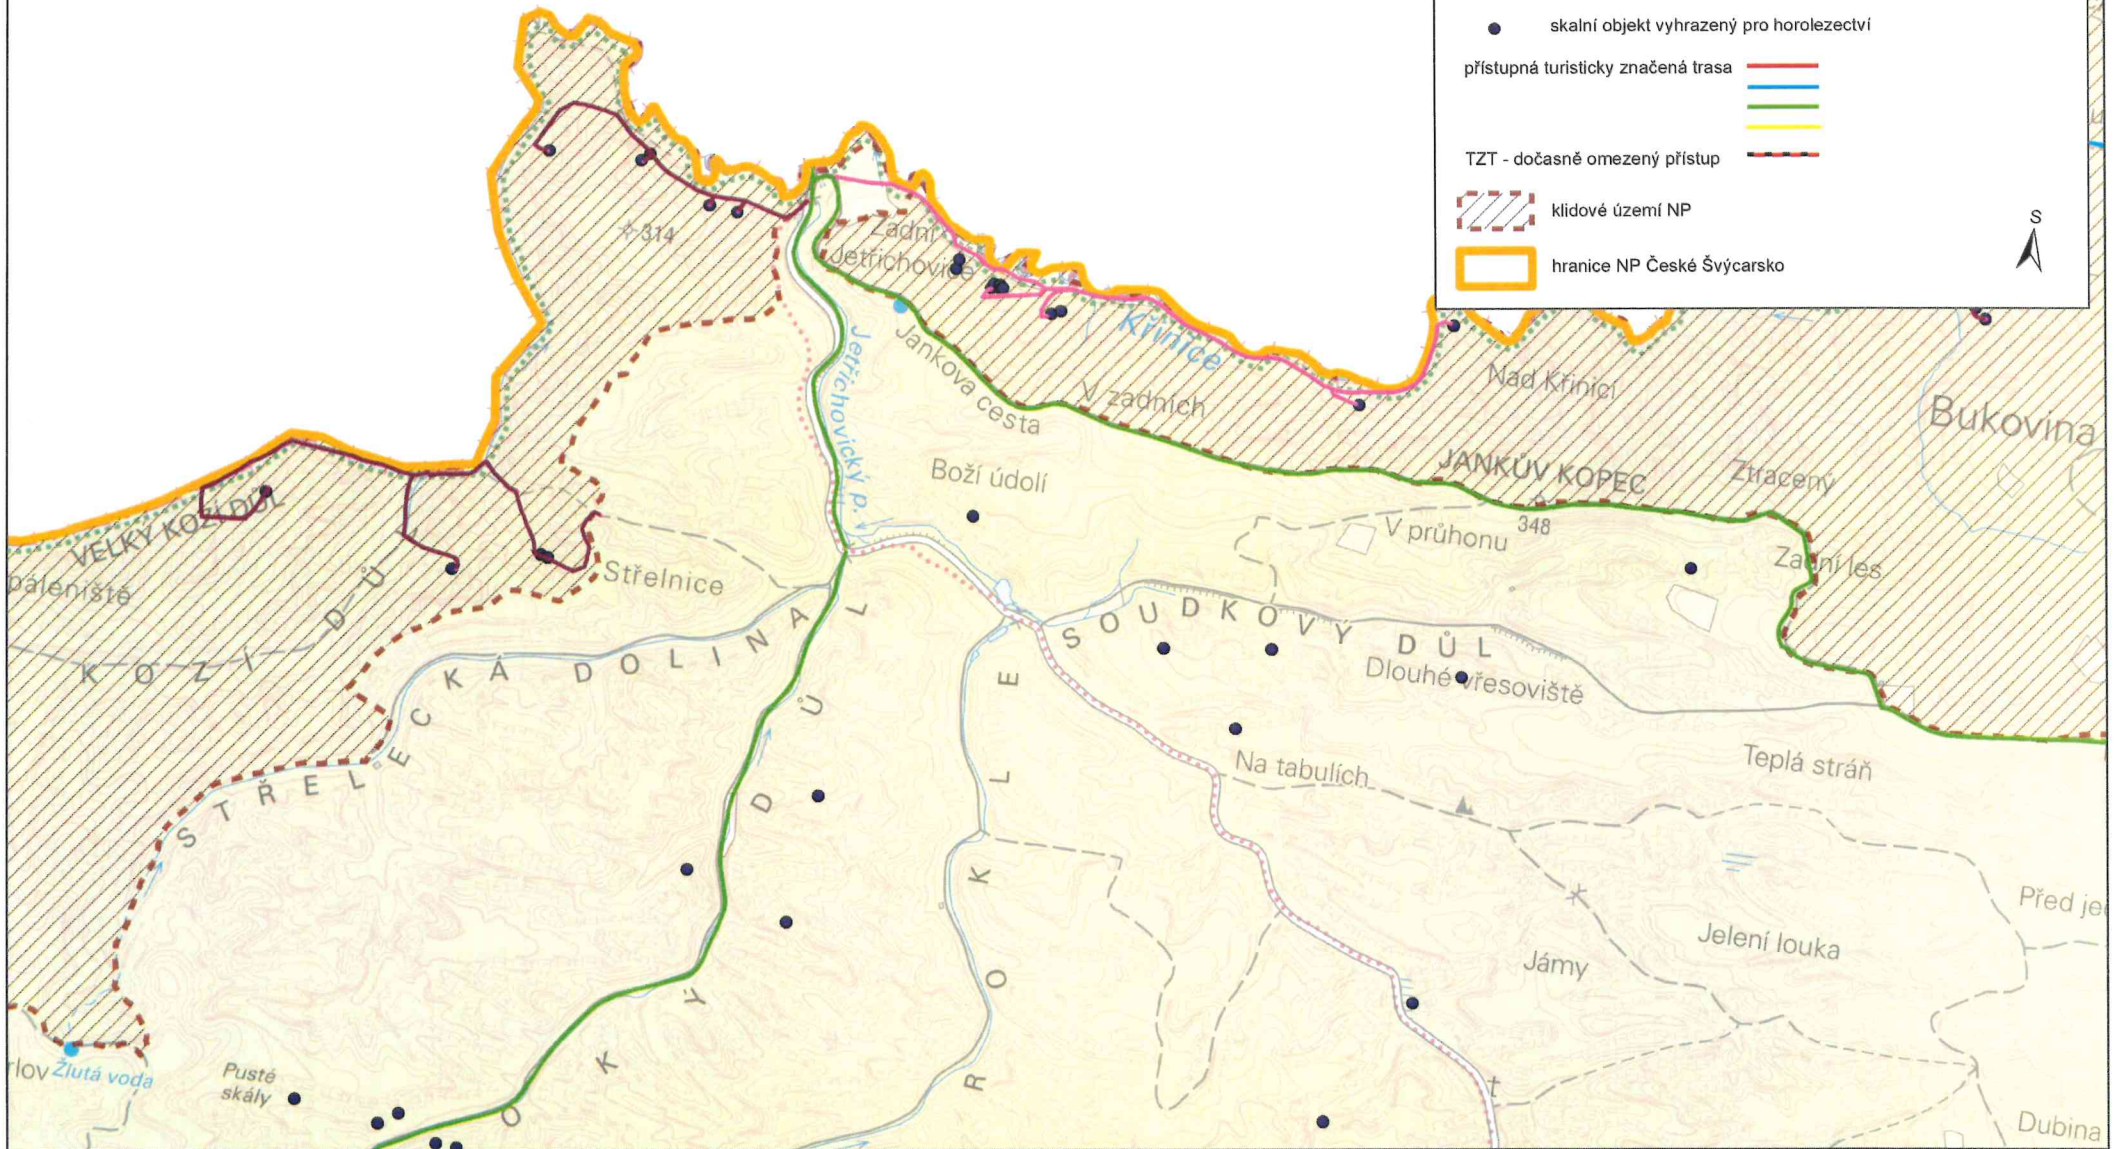 skalní objekt vyhrazený pro horolezectví
přístupná turisticky značená trasa
TZT - dočasně omezený přístup
klidové území NP
hranice NP České Švýcarsko
S
314
Zadní
Jetřichovice
Jetřichovický p.
Jankova cesta
Křinice
V zadních
Nad Křinicí
Bukovina
Boží údolí
JANKŮV KOPEC
348
Ztracený
V průhonu
Zadní les
VELKÝ KOZÍ DŮL
páleniště
KOZÍ DŮ
Střelnice
STŘELECKÁ DOLINA
SOUDKOVÝ DŮL
Dlouhé vřesoviště
Na tabulích
Teplá stráň
OKÝ DŮL
ROKLE
Před je
Jelení louka
Jámy
rlov
Žlutá voda
Pusté
skály
t
Dubina